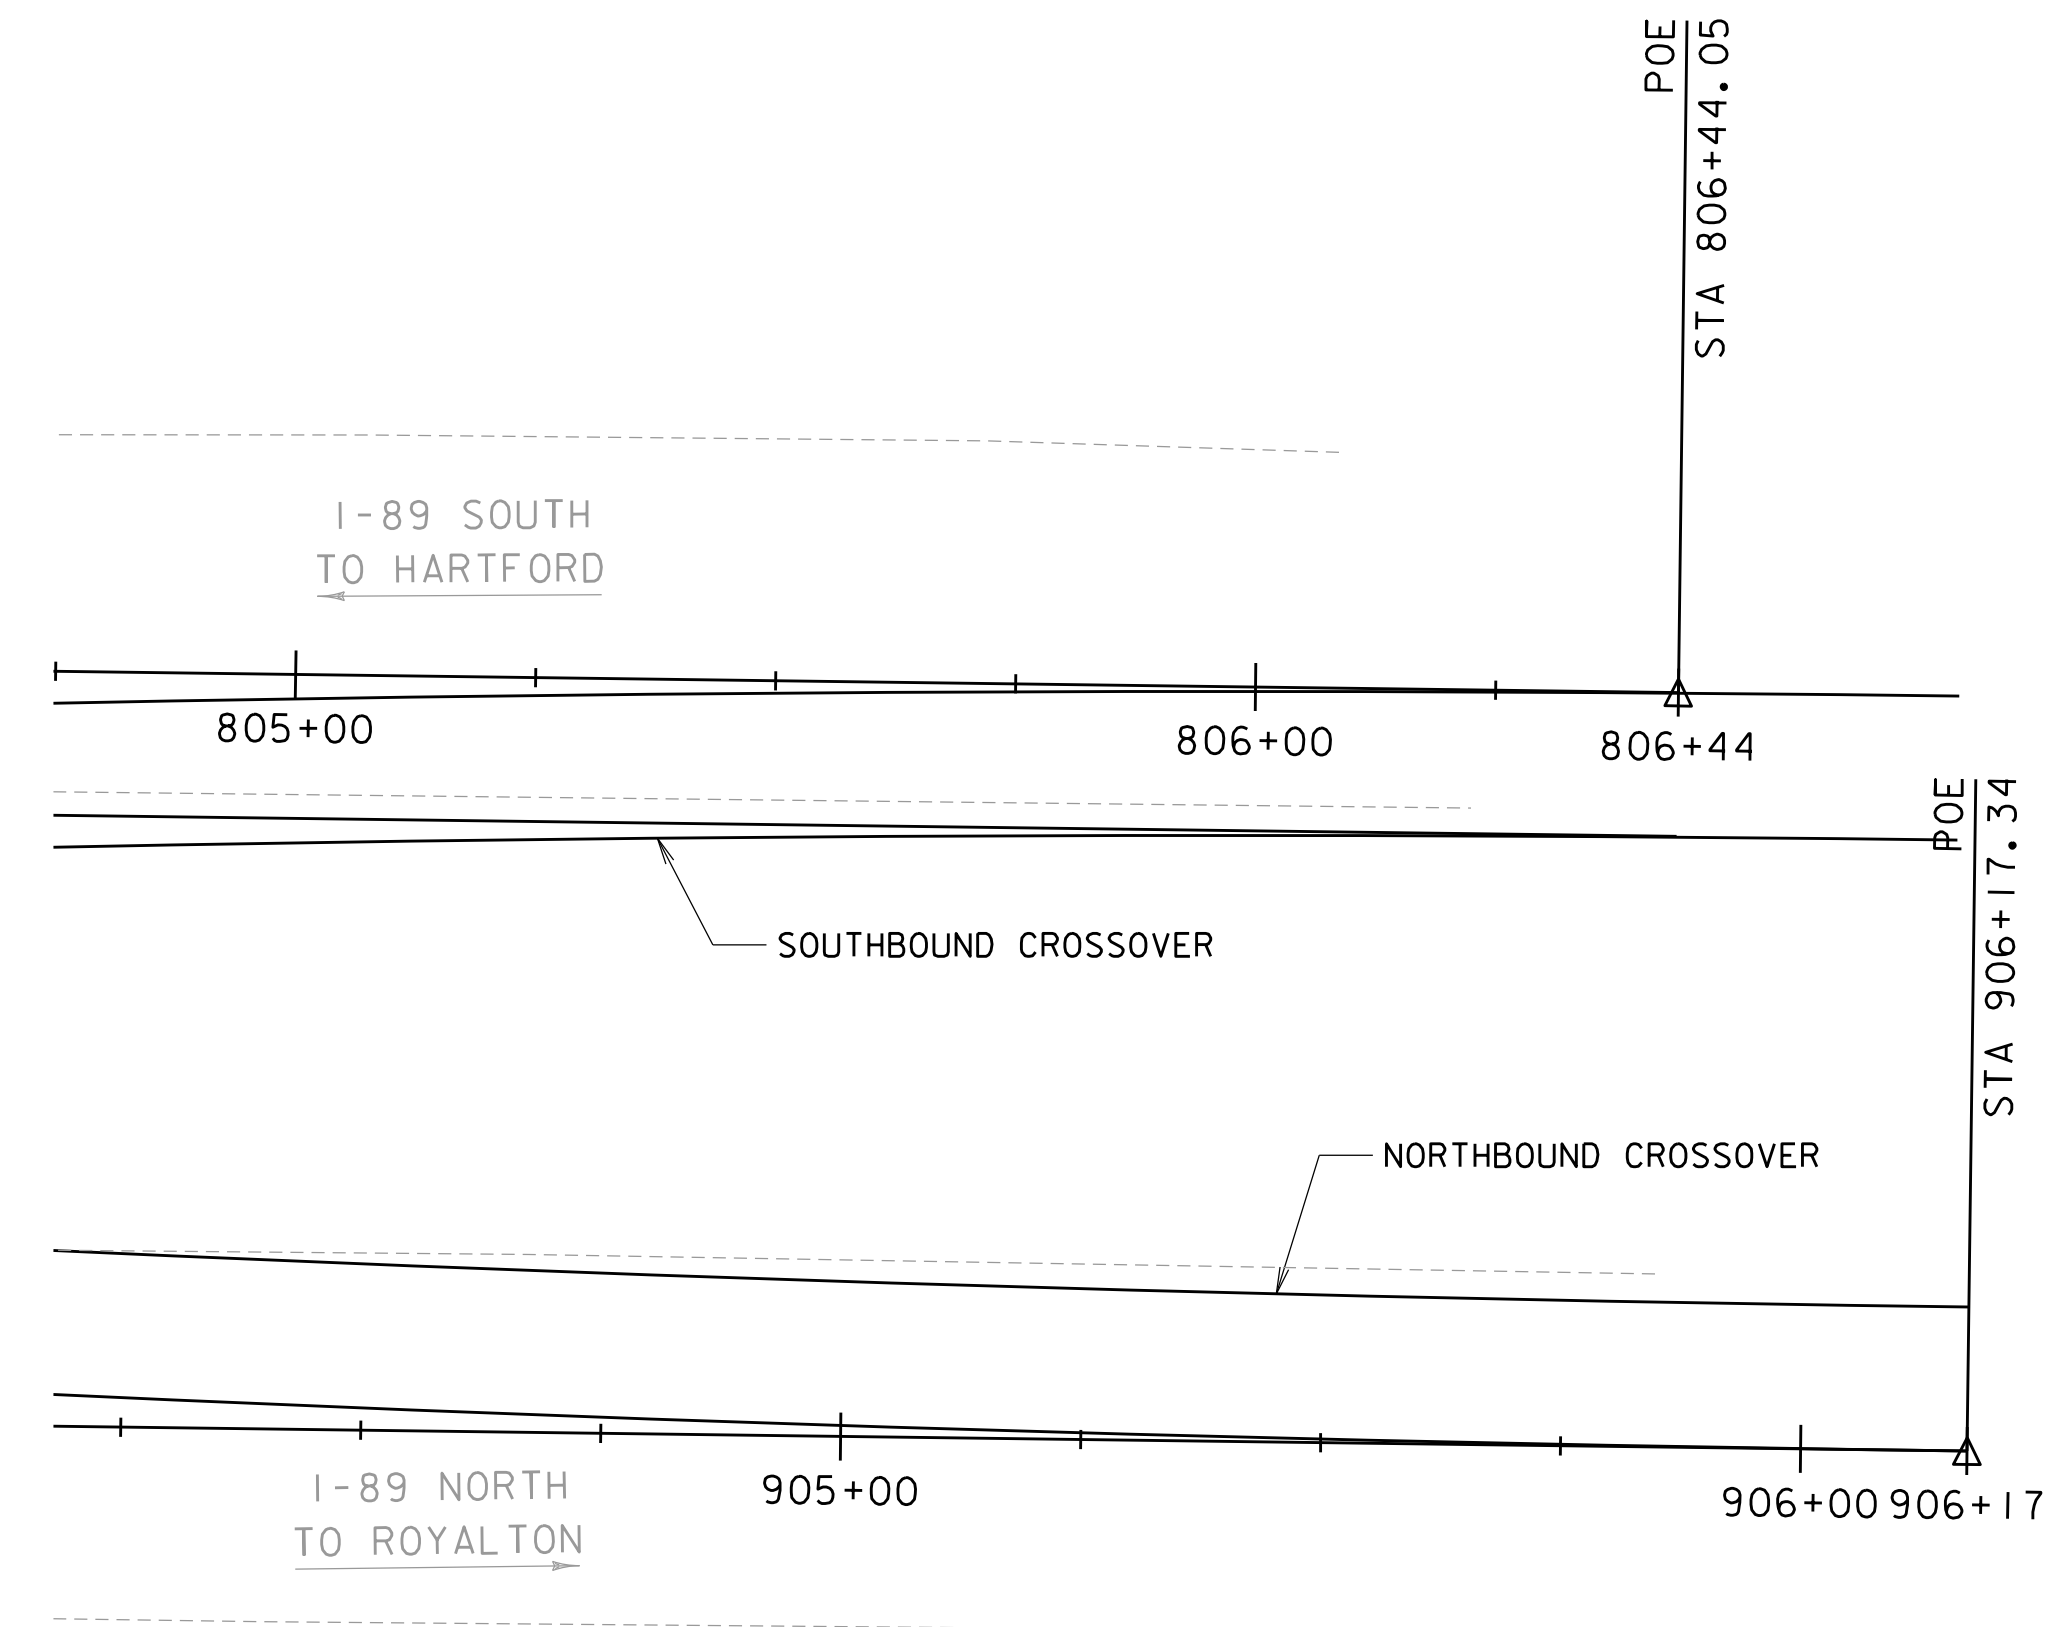 POE
STA 806+44.05
I-89 SOUTH
TO HARTFORD
805+00
806+00
806+44
POE
STA 906+17.34
SOUTHBOUND CROSSOVER
NORTHBOUND CROSSOVER
I-89 NORTH
TO ROYALTON
905+00
906+00
906+17